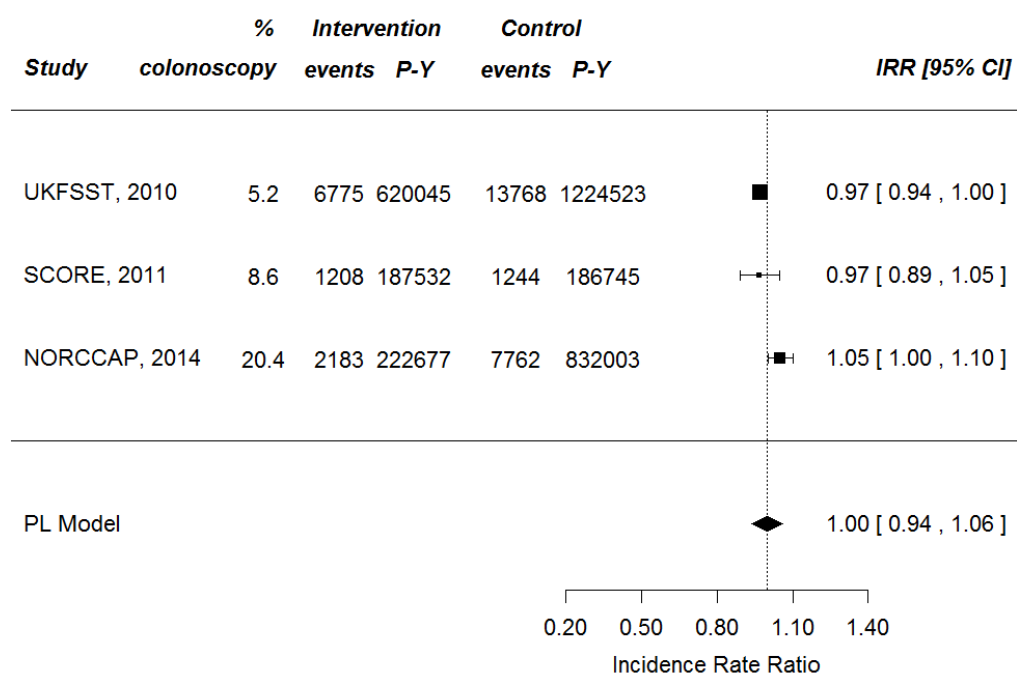 % Intervention Control
Study colonoscopy events P-Y events P-Y IRR [95% CI]
UKFSST, 2010 5.2 6775 620045 13768 1224523 0.97 [ 0.94 , 1.00 ]
SCORE, 2011 8.6 1208 187532 1244 186745 0.97 [ 0.89 , 1.05 ]
NORCCAP, 2014 20.4 2183 222677 7762 832003 1.05 [ 1.00 , 1.10 ]
PL Model 1.00 [ 0.94 , 1.06 ]
0.20 0.50 0.80 1.10 1.40
Incidence Rate Ratio